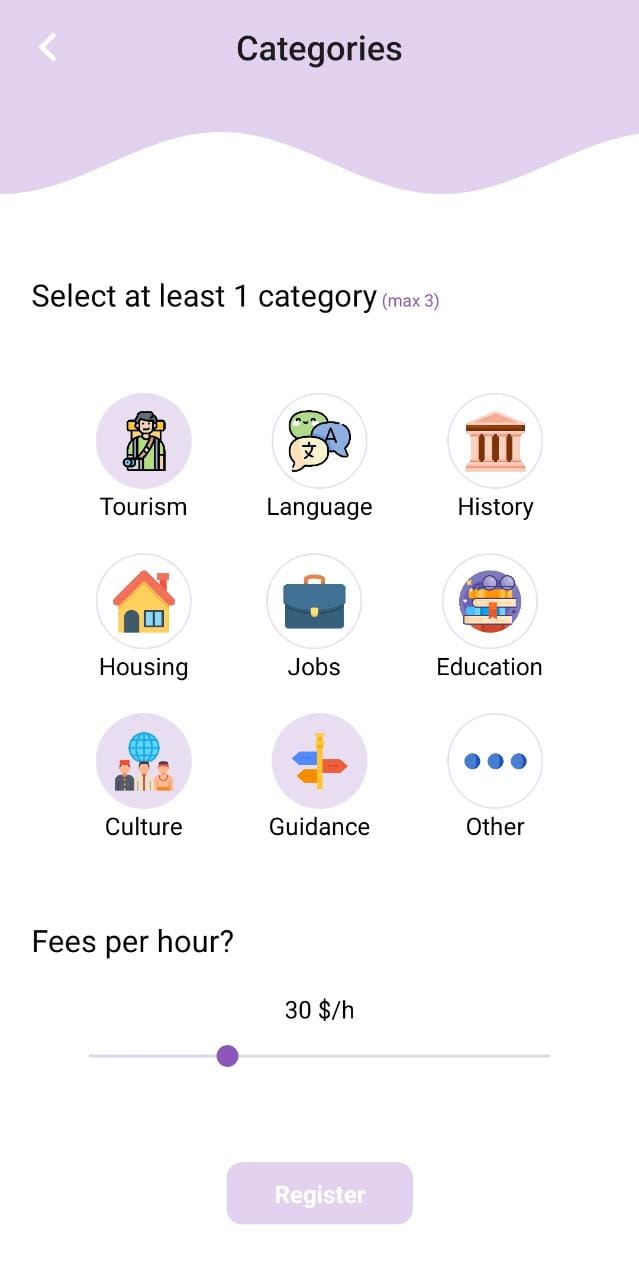 Categories
Select at least 1 category (max 3)
A
文
Tourism Language History
Housing Jobs Education
Culture Guidance Other
Fees per hour?
30 $/h
Register